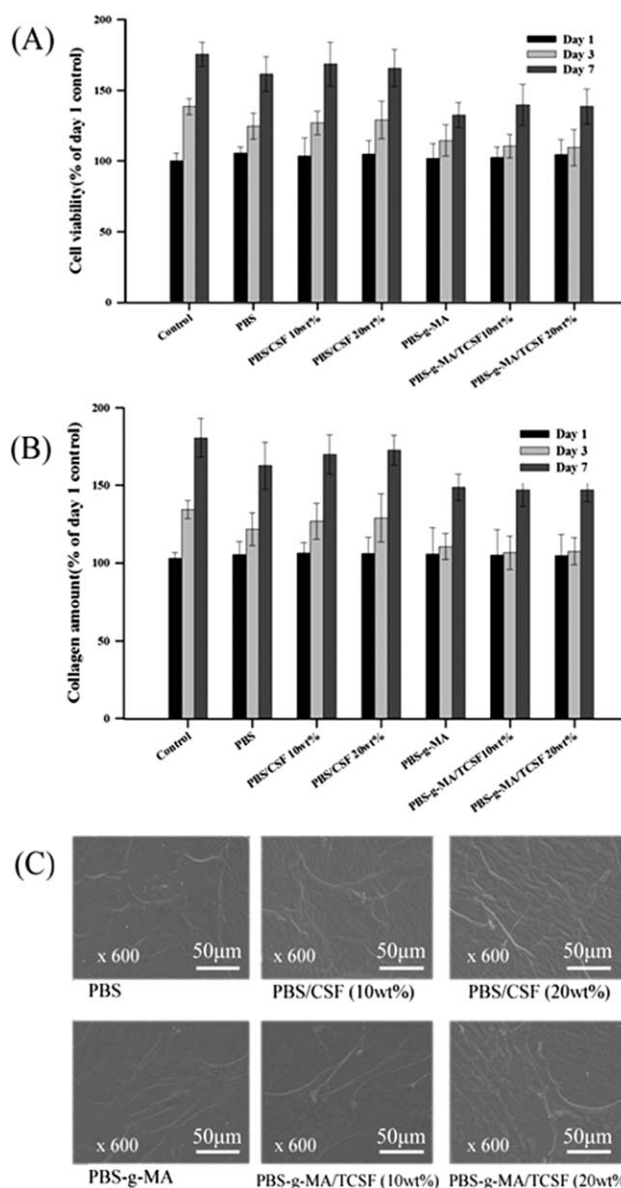 (A)
Cell viability(% of day 1 control)
200
150
100
50
0
Day 1
Day 3
Day 7
Control
PBS
PBS/CSF 10wt%
PBS/CSF 20wt%
PBS-g-MA
PBS-g-MA/TCSF10wt%
PBS-g-MA/TCSF 20wt%
(B)
Collagen amount(% of day 1 control)
200
150
100
50
0
Day 1
Day 3
Day 7
Control
PBS
PBS/CSF 10wt%
PBS/CSF 20wt%
PBS-g-MA
PBS-g-MA/TCSF10wt%
PBS-g-MA/TCSF 20wt%
(C)
x 600 50μm
x 600 50μm
x 600 50μm
PBS
PBS/CSF (10wt%)
PBS/CSF (20wt%)
x 600 50μm
x 600 50μm
x 600 50μm
PBS-g-MA
PBS-g-MA/TCSF (10wt%)
PBS-g-MA/TCSF (20wt%